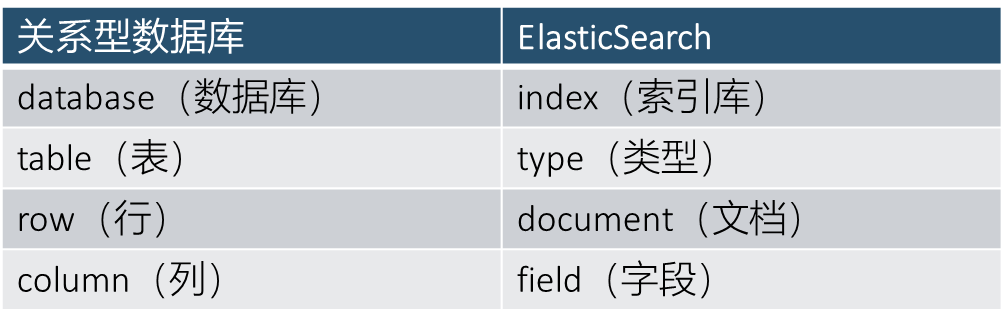 关系型数据库 ElasticSearch
database（数据库） index（索引库）
table（表） type（类型）
row（行） document（文档）
column（列） field（字段）